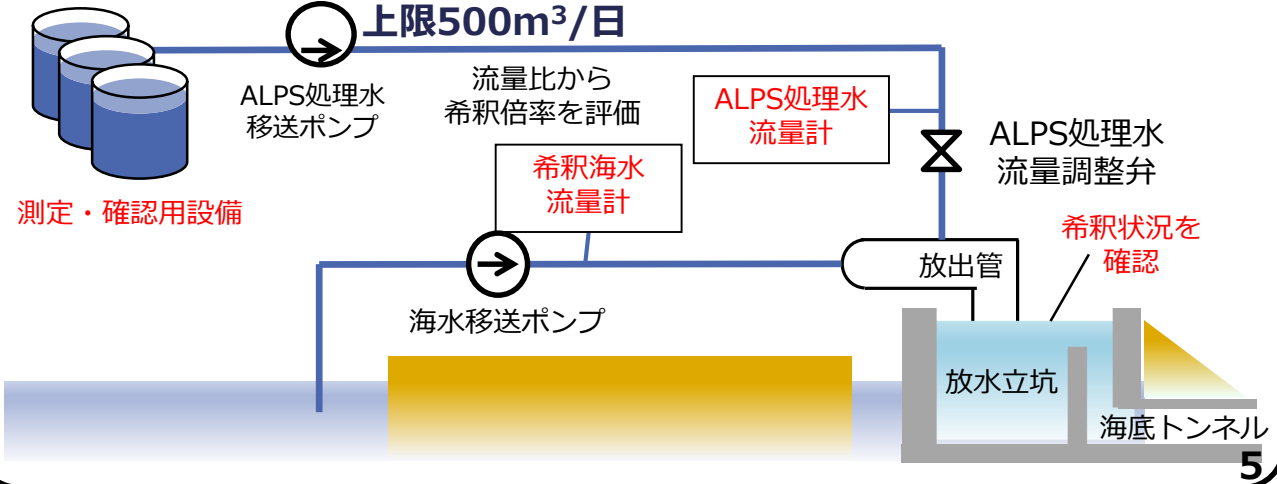 上限500m³/日
ALPS処理水
移送ポンプ
流量比から
希釈倍率を評価
ALPS処理水
流量計
ALPS処理水
流量調整弁
希釈海水
流量計
測定・確認用設備
希釈状況を
確認
放出管
海水移送ポンプ
放水立坑
海底トンネル
5